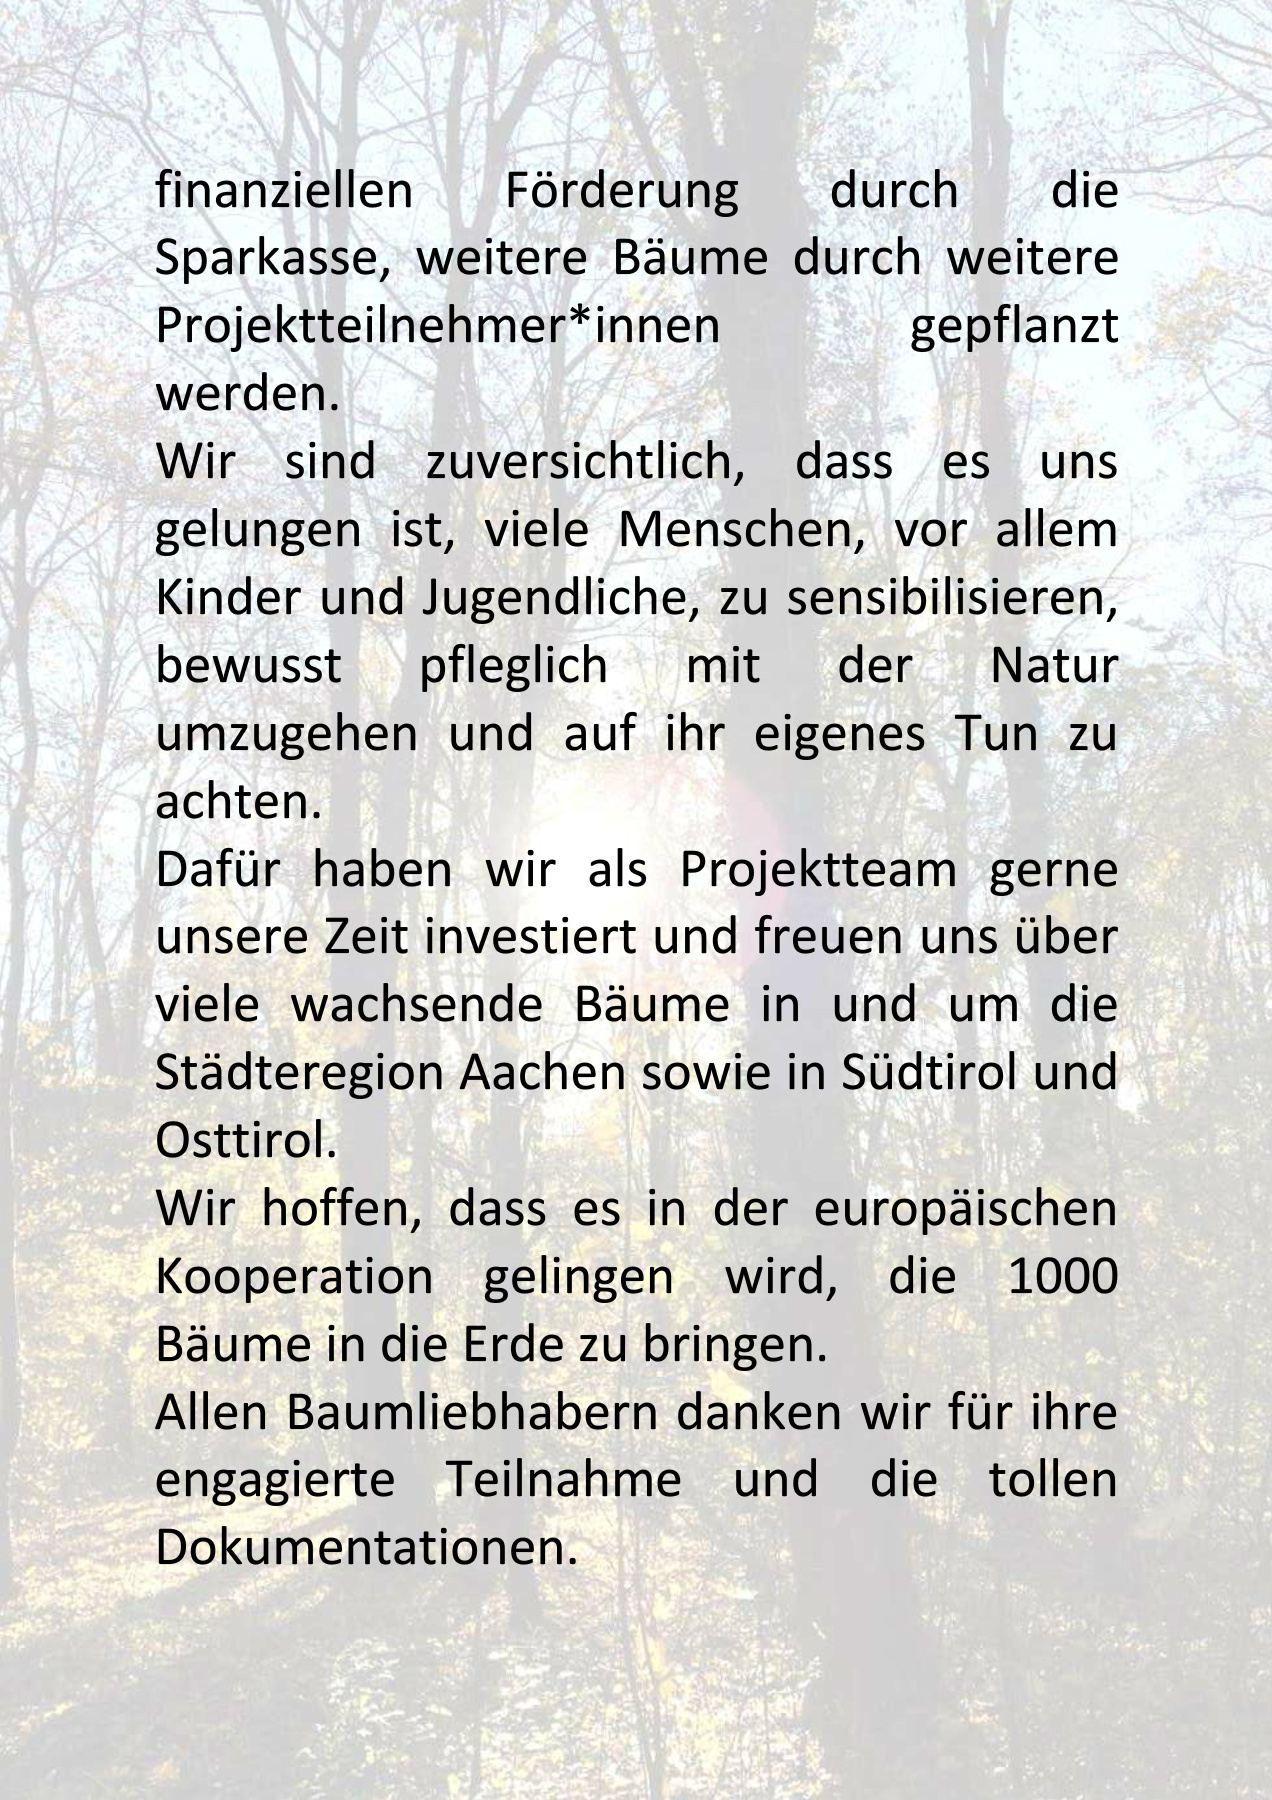 finanziellen Förderung durch die
Sparkasse, weitere Bäume durch weitere
Projektteilnehmer*innen gepflanzt
werden.
Wir sind zuversichtlich, dass es uns
gelungen ist, viele Menschen, vor allem
Kinder und Jugendliche, zu sensibilisieren,
bewusst pfleglich mit der Natur
umzugehen und auf ihr eigenes Tun zu
achten.
Dafür haben wir als Projektteam gerne
unsere Zeit investiert und freuen uns über
viele wachsende Bäume in und um die
Städteregion Aachen sowie in Südtirol und
Osttirol.
Wir hoffen, dass es in der europäischen
Kooperation gelingen wird, die 1000
Bäume in die Erde zu bringen.
Allen Baumliebhabern danken wir für ihre
engagierte Teilnahme und die tollen
Dokumentationen.